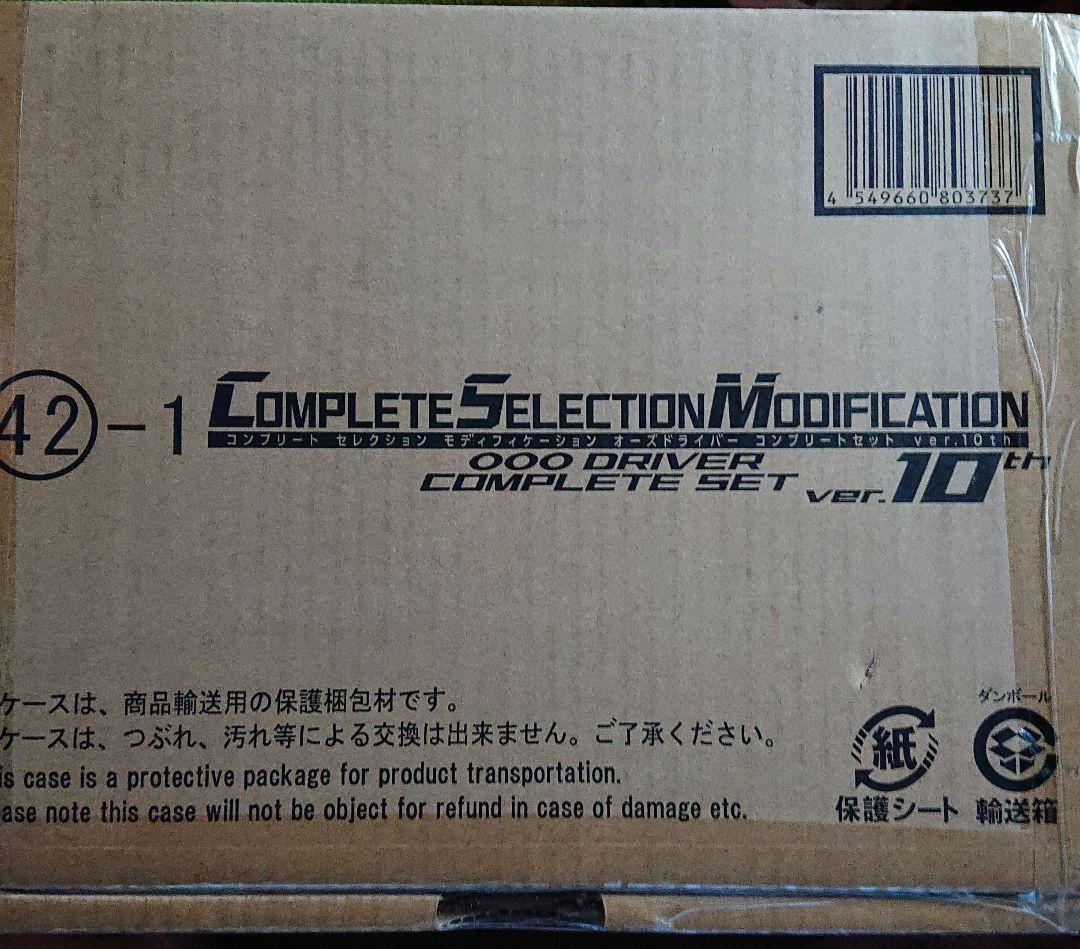 4 549660 803737
42-1
COMPLETE SELECTION MODIFICATION
コンプリート セレクション モディフィケーション オーズドライバー コンプリートセット ver.10th
OOO DRIVER
COMPLETE SET ver.10th
ケースは、商品輸送用の保護梱包材です。
ケースは、つぶれ、汚れ等による交換は出来ません。ご了承ください。
is case is a protective package for product transportation.
ase note this case will not be object for refund in case of damage etc.
紙
保護シート
ダンボール
輸送箱